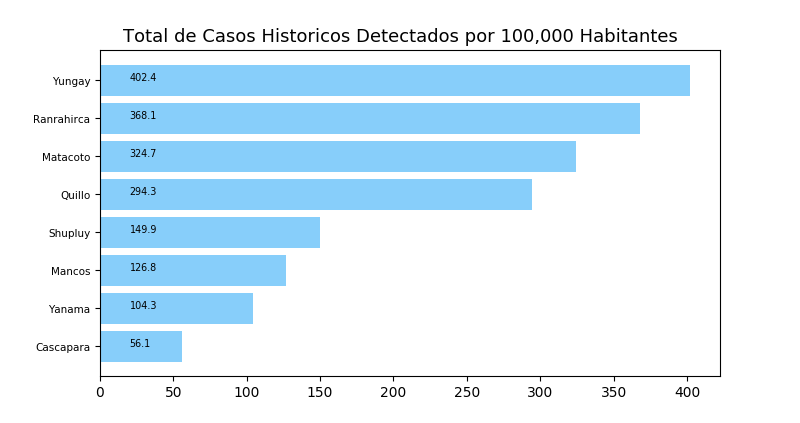 Total de Casos Historicos Detectados por 100,000 Habitantes
Yungay 402.4
Ranrahirca 368.1
Matacoto 324.7
Quillo 294.3
Shupluy 149.9
Mancos 126.8
Yanama 104.3
Cascapara 56.1
0 50 100 150 200 250 300 350 400